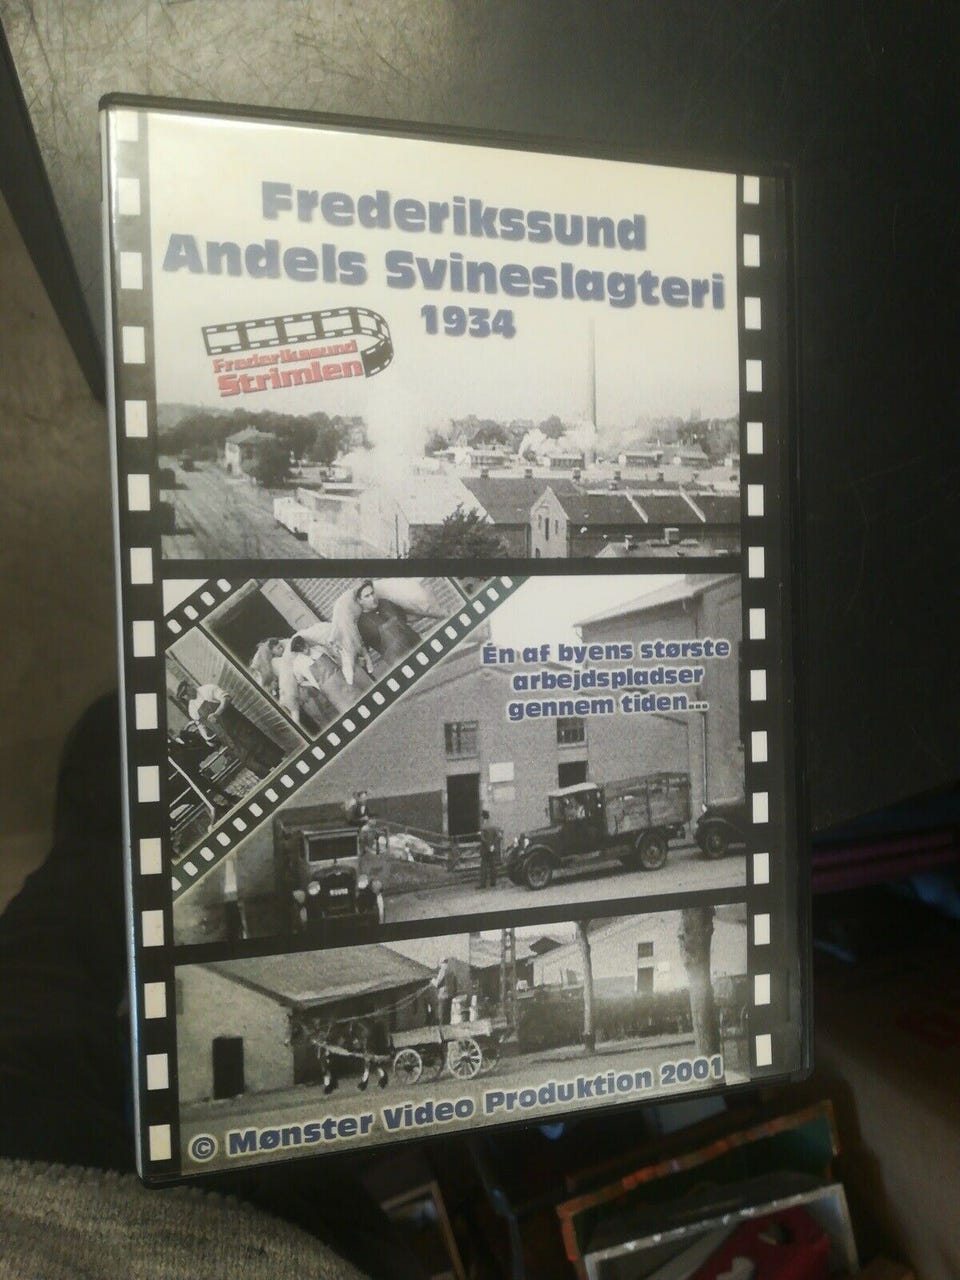 Frederikssund
Andels Svineslagteri
1934
Frederikssund
Strimlen
Én af byens største
arbejdspladser
gennem tiden...
© Mønster Video Produktion 2001